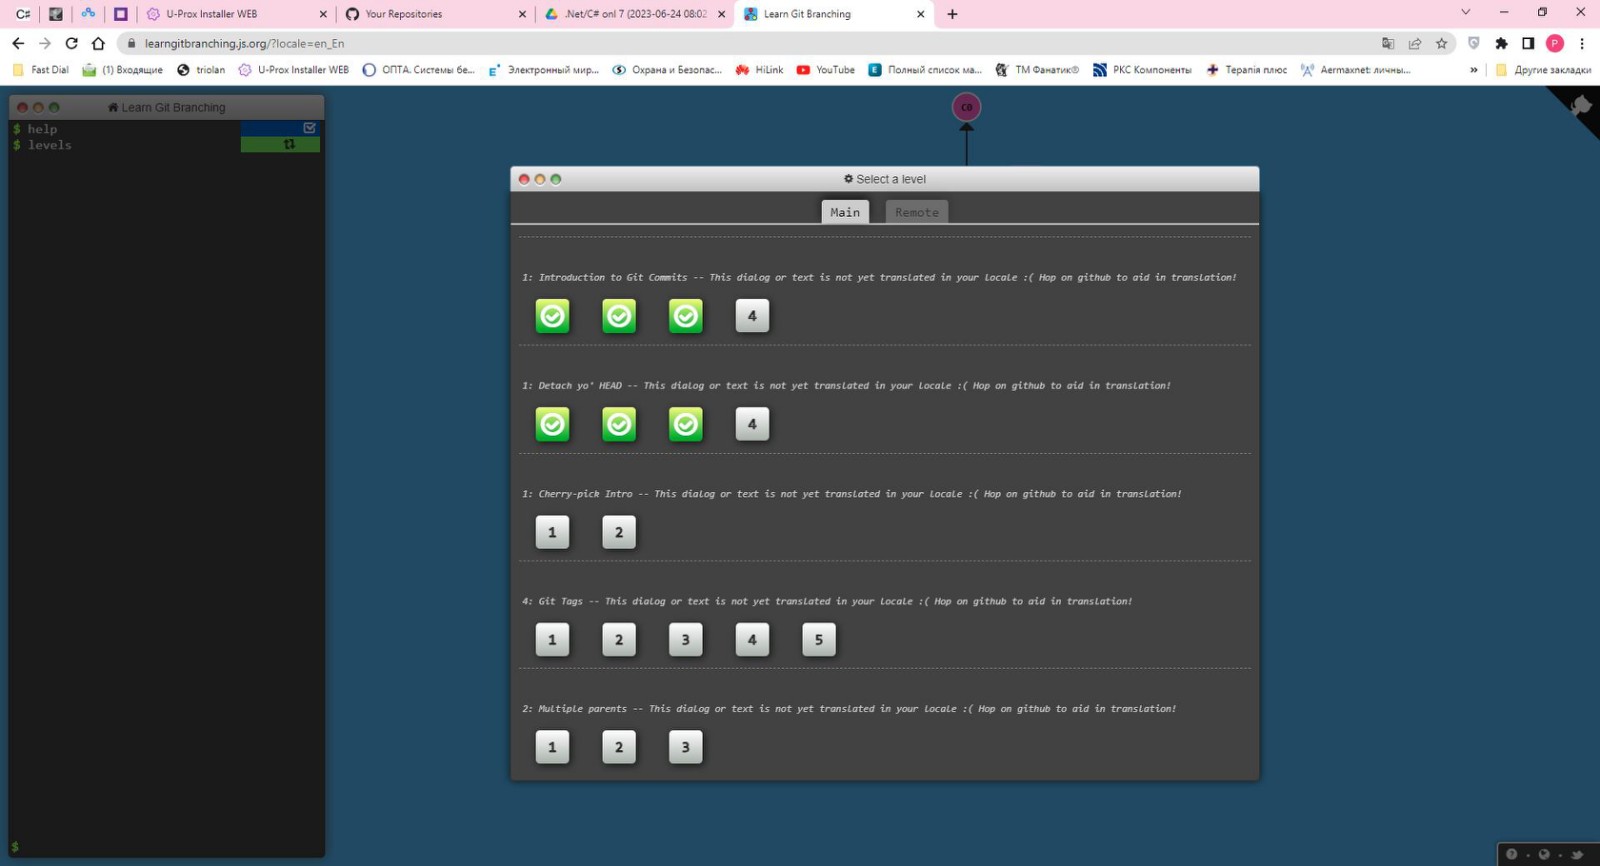 C#
U-Prox Installer WEB
Your Repositories
.Net/C# onl 7 (2023-06-24 08:02
Learn Git Branching
learngitbranching.js.org/?locale=en_En
P
Fast Dial
(1) Входящие
triolan
U-Prox Installer WEB
ОПТА. Системы бе...
Электронный мир...
Охрана и Безопас...
HiLink
YouTube
Полный список ма...
ТМ Фанатик®
РКС Компоненты
Терапія плюс
Aermaxnet: личны...
»
Другие закладки
Learn Git Branching
$ help
$ levels
C0
Select a level
Main
Remote
1: Introduction to Git Commits -- This dialog or text is not yet translated in your locale :( Hop on github to aid in translation!
4
1: Detach yo' HEAD -- This dialog or text is not yet translated in your locale :( Hop on github to aid in translation!
4
1: Cherry-pick Intro -- This dialog or text is not yet translated in your locale :( Hop on github to aid in translation!
1 2
4: Git Tags -- This dialog or text is not yet translated in your locale :( Hop on github to aid in translation!
1 2 3 4 5
2: Multiple parents -- This dialog or text is not yet translated in your locale :( Hop on github to aid in translation!
1 2 3
$